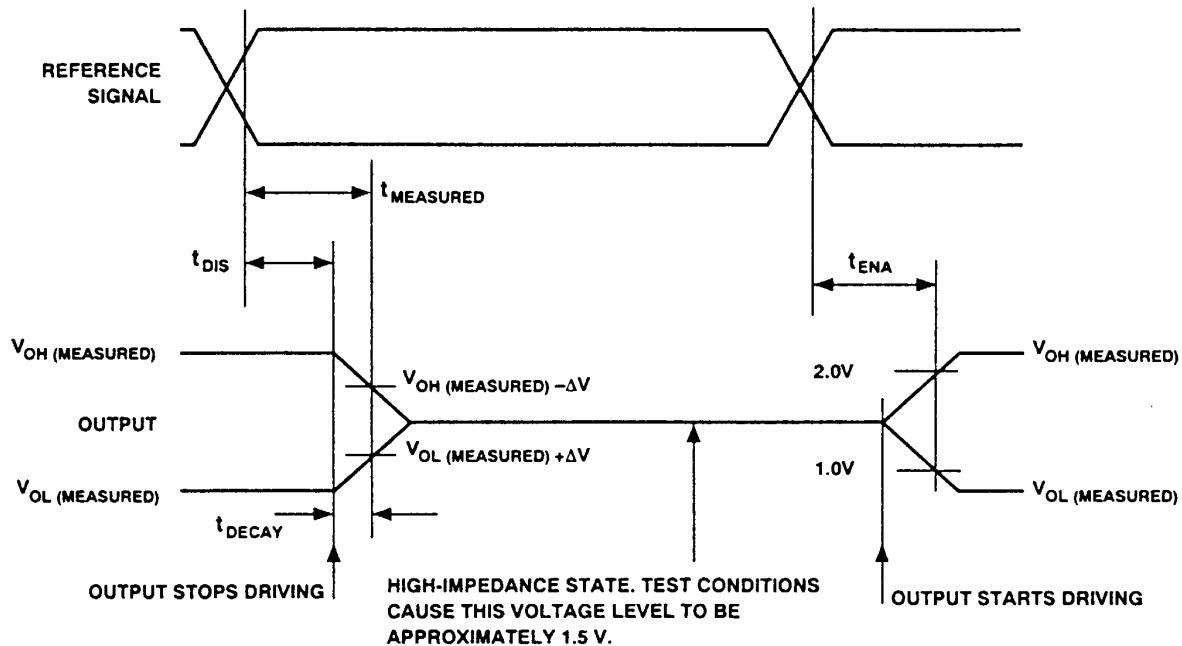 REFERENCE
SIGNAL
tMEASURED
tDIS
tENA
VOH (MEASURED)
VOH (MEASURED) –ΔV
2.0V
VOH (MEASURED)
OUTPUT
VOL (MEASURED) +ΔV
1.0V
VOL (MEASURED)
VOL (MEASURED)
tDECAY
OUTPUT STOPS DRIVING
HIGH-IMPEDANCE STATE. TEST CONDITIONS
CAUSE THIS VOLTAGE LEVEL TO BE
APPROXIMATELY 1.5 V.
OUTPUT STARTS DRIVING